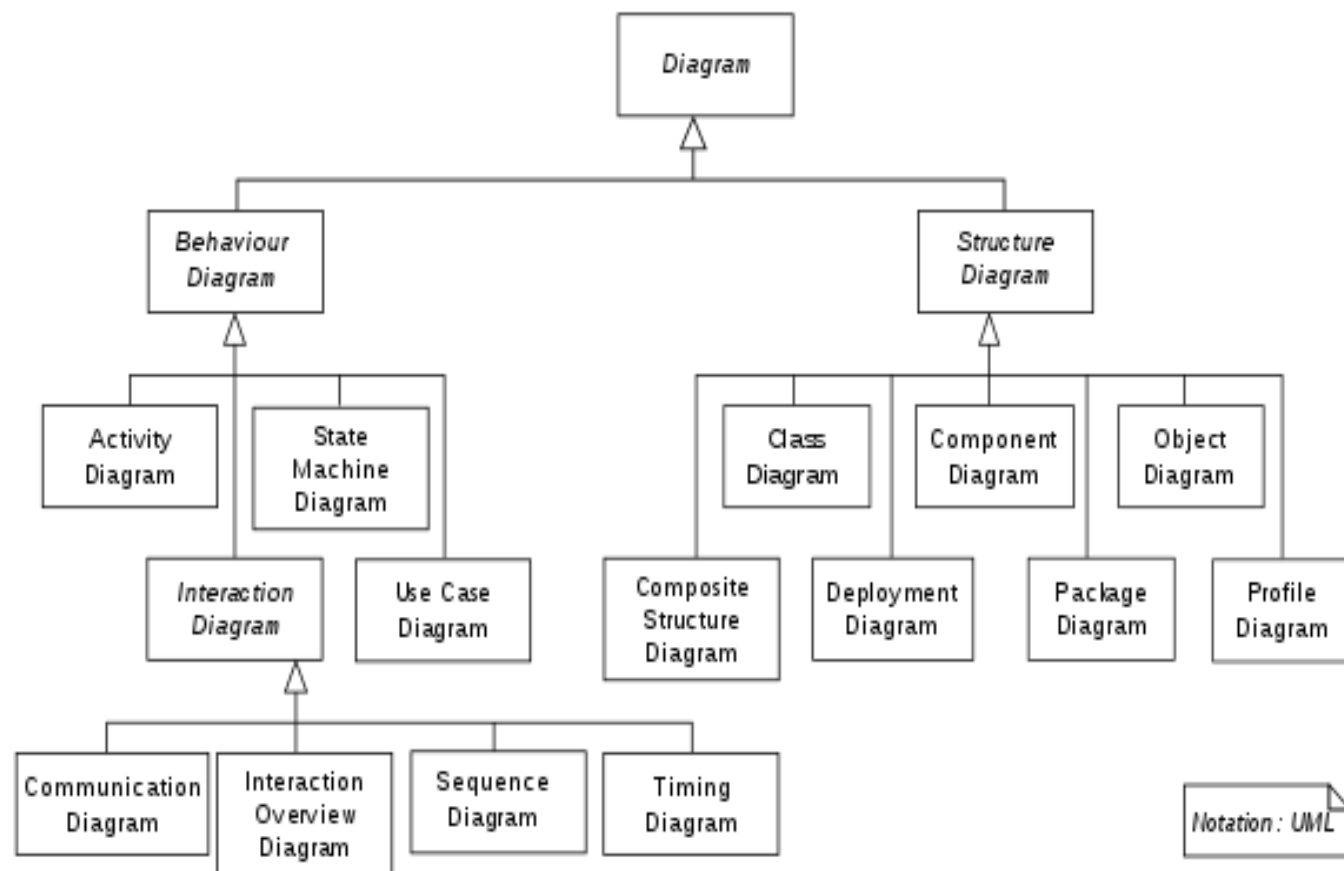 Diagram
Behaviour
Diagram
Structure
Diagram
Activity
Diagram
State
Machine
Diagram
Class
Diagram
Component
Diagram
Object
Diagram
Interaction
Diagram
Use Case
Diagram
Composite
Structure
Diagram
Deployment
Diagram
Package
Diagram
Profile
Diagram
Communication
Diagram
Interaction
Overview
Diagram
Sequence
Diagram
Timing
Diagram
Notation : UML